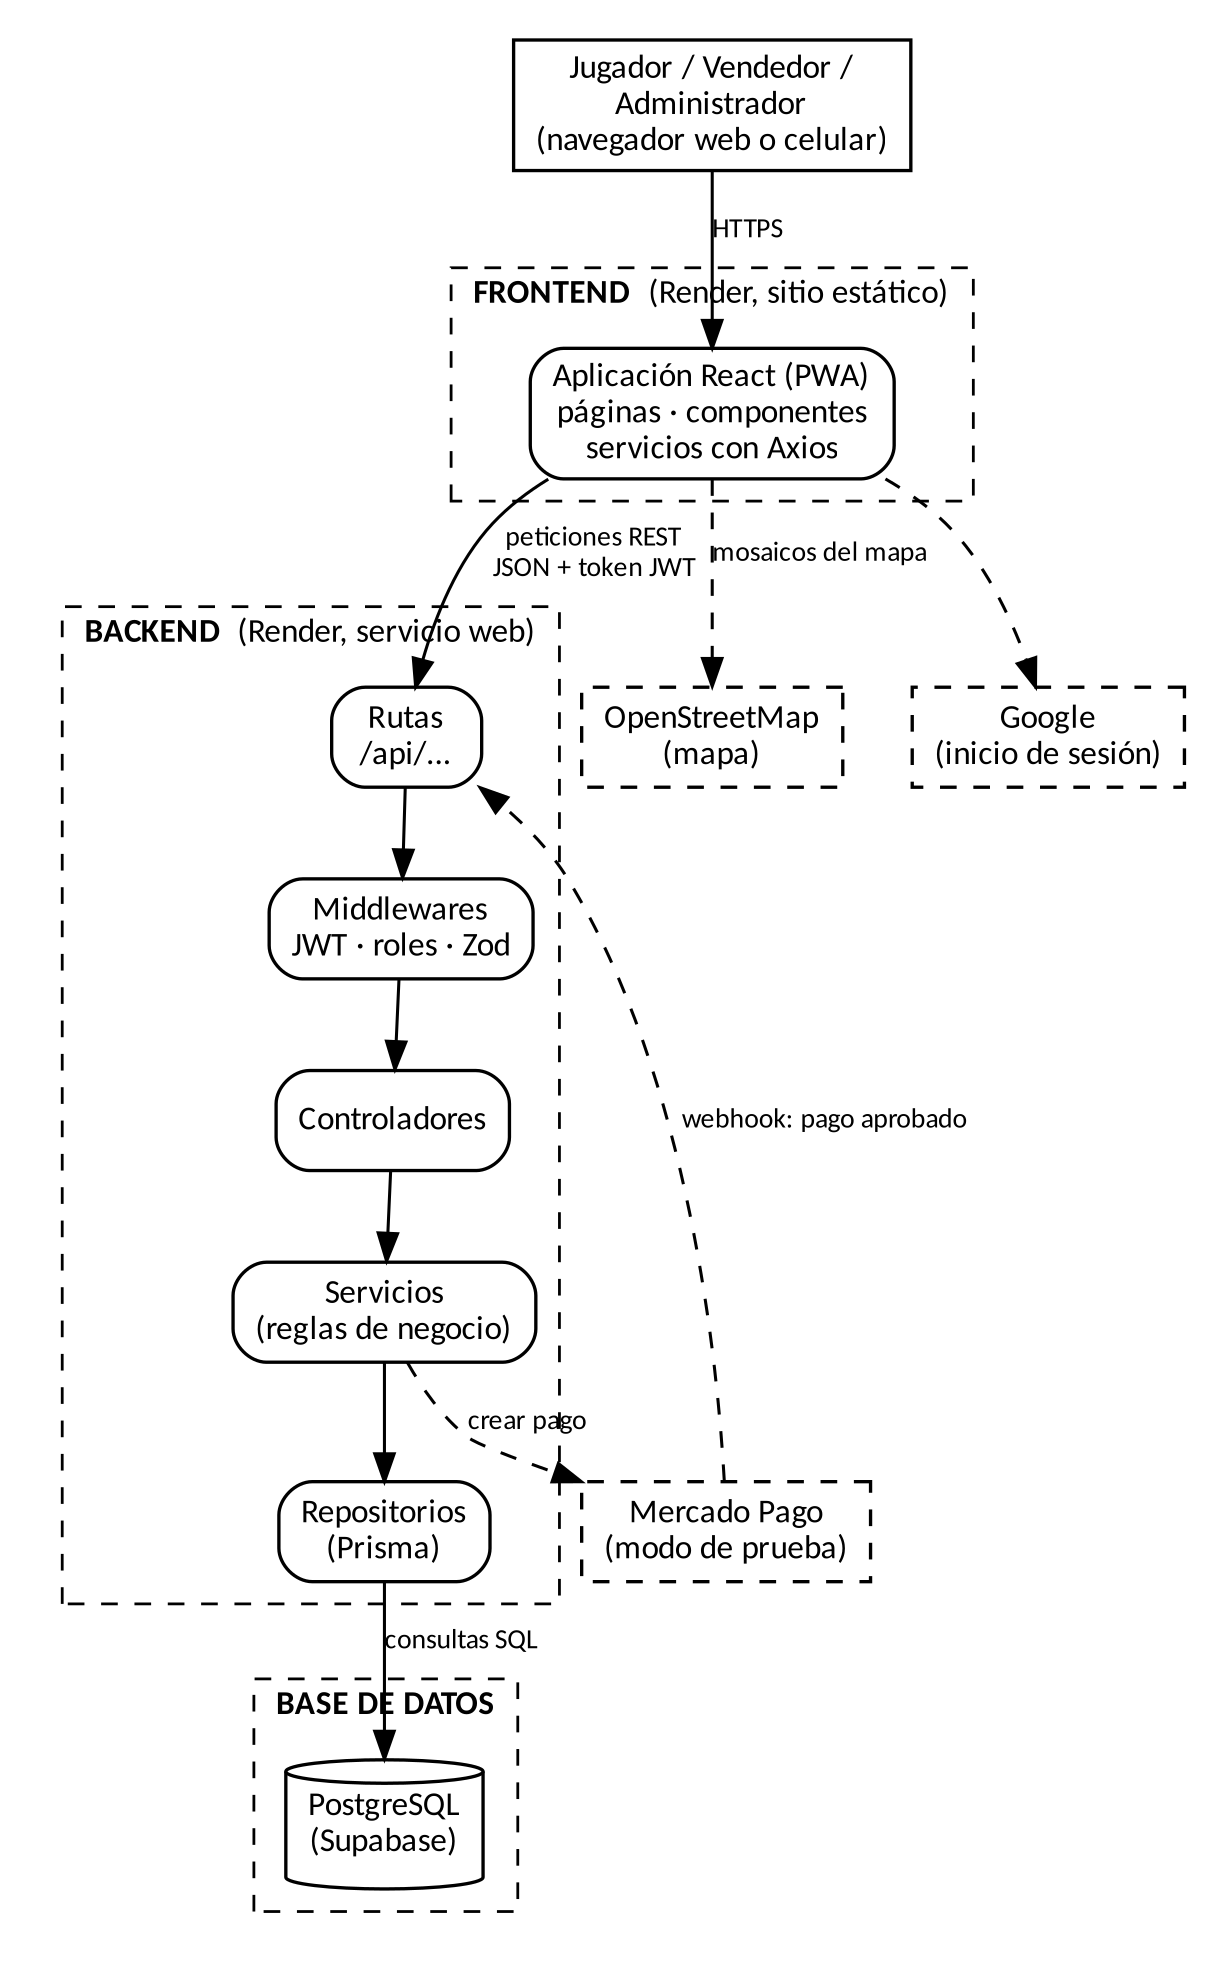 Jugador / Vendedor /
Administrador
(navegador web o celular)
HTTPS
FRONTEND (Render, sitio estático)
Aplicación React (PWA)
páginas · componentes
servicios con Axios
peticiones REST
JSON + token JWT
mosaicos del mapa
BACKEND (Render, servicio web)
Rutas
/api/...
OpenStreetMap
(mapa)
Google
(inicio de sesión)
Middlewares
JWT · roles · Zod
Controladores
webhook: pago aprobado
Servicios
(reglas de negocio)
crear pago
Repositorios
(Prisma)
Mercado Pago
(modo de prueba)
consultas SQL
BASE DE DATOS
PostgreSQL
(Supabase)